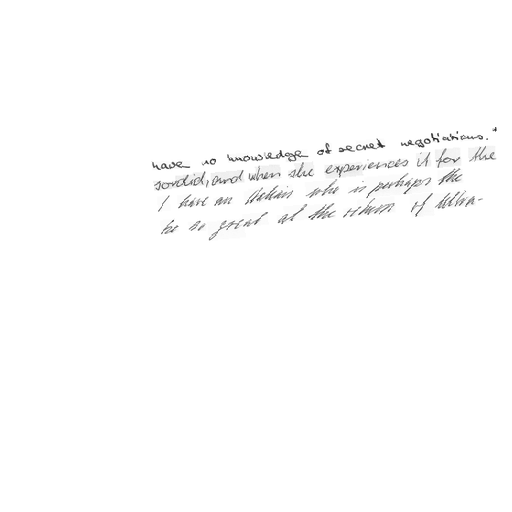 have no knowledge of secret negotiations."
sordid, and when she experiences it for the
I have an Italian who is perhaps the
be so great at the return of Ultra-